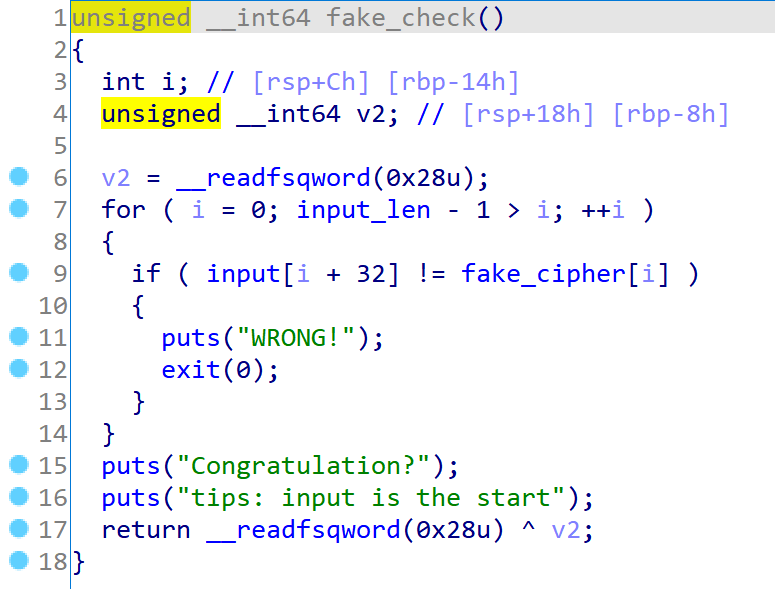 1 unsigned __int64 fake_check()
2 {
3   int i; // [rsp+Ch] [rbp-14h]
4   unsigned __int64 v2; // [rsp+18h] [rbp-8h]
5
6   v2 = __readfsqword(0x28u);
7   for ( i = 0; input_len - 1 > i; ++i )
8   {
9     if ( input[i + 32] != fake_cipher[i] )
10     {
11       puts("WRONG!");
12       exit(0);
13     }
14   }
15   puts("Congratulation?");
16   puts("tips: input is the start");
17   return __readfsqword(0x28u) ^ v2;
18 }